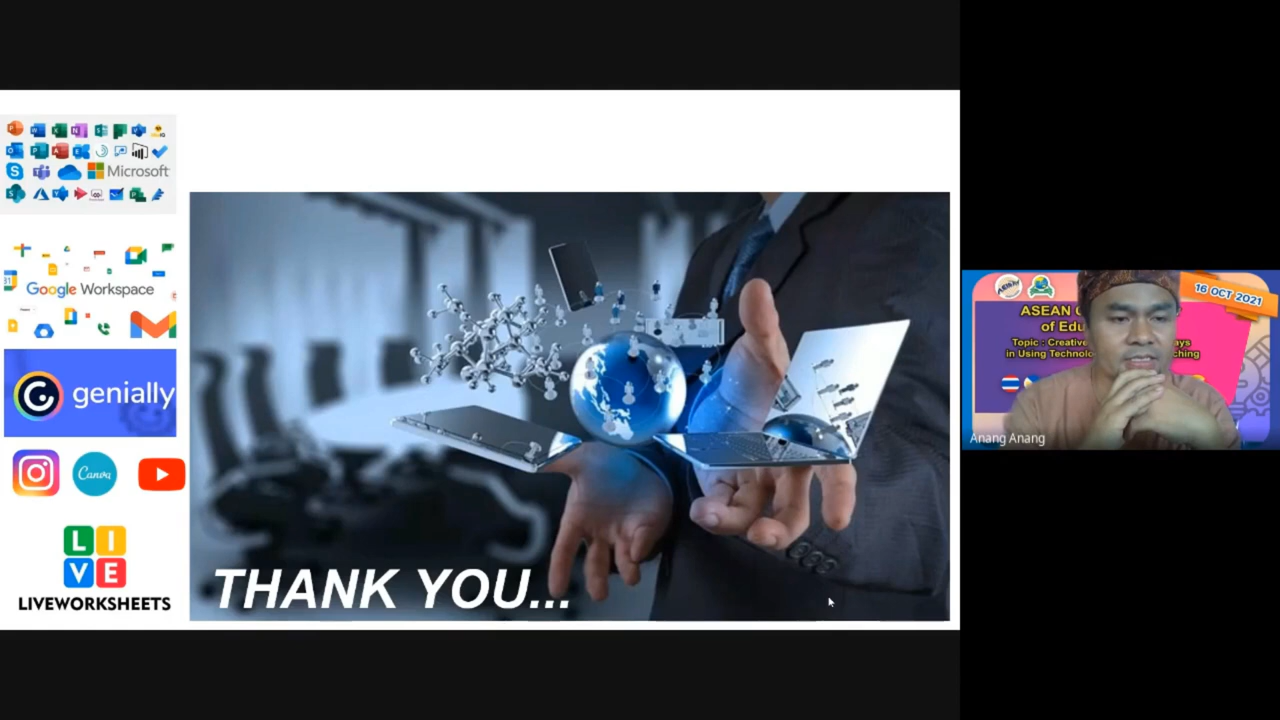 Microsoft
Google Workspace
genially
Canva
LIVE
LIVEWORKSHEETS
THANK YOU...
16 OCT 2021
ASEAN
of Edu
Topic : Creative
in Using Technolo
Anang Anang